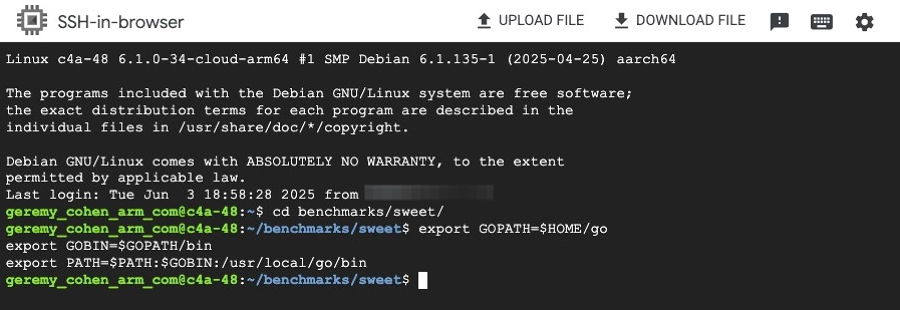 SSH-in-browser
UPLOAD FILE
DOWNLOAD FILE
Linux c4a-48 6.1.0-34-cloud-arm64 #1 SMP Debian 6.1.135-1 (2025-04-25) aarch64
The programs included with the Debian GNU/Linux system are free software;
the exact distribution terms for each program are described in the
individual files in /usr/share/doc/*/copyright.
Debian GNU/Linux comes with ABSOLUTELY NO WARRANTY, to the extent
permitted by applicable law.
Last login: Tue Jun  3 18:58:28 2025 from
geremy_cohen_arm_com@c4a-48:~$ cd benchmarks/sweet/
geremy_cohen_arm_com@c4a-48:~/benchmarks/sweet$ export GOPATH=$HOME/go
export GOBIN=$GOPATH/bin
export PATH=$PATH:$GOBIN:/usr/local/go/bin
geremy_cohen_arm_com@c4a-48:~/benchmarks/sweet$